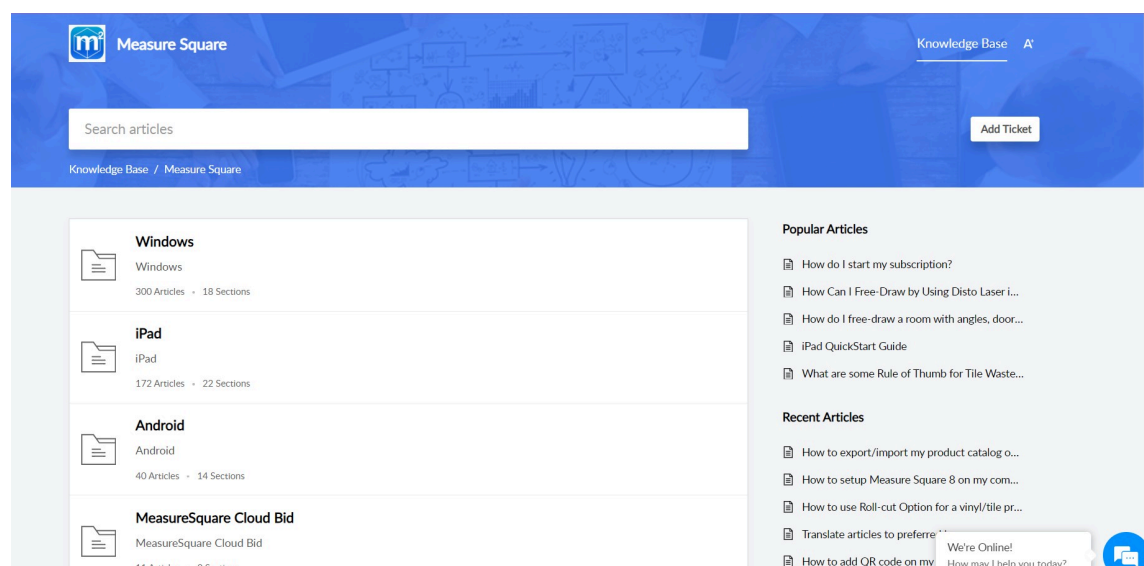 m²
Measure Square
Knowledge Base
A+
Search articles
Add Ticket
Knowledge Base / Measure Square
Windows
Windows
300 Articles • 18 Sections
iPad
iPad
172 Articles • 22 Sections
Android
Android
40 Articles • 14 Sections
MeasureSquare Cloud Bid
MeasureSquare Cloud Bid
Popular Articles
How do I start my subscription?
How Can I Free-Draw by Using Disto Laser i...
How do I free-draw a room with angles, door...
iPad QuickStart Guide
What are some Rule of Thumb for Tile Waste...
Recent Articles
How to export/import my product catalog o...
How to setup Measure Square 8 on my com...
How to use Roll-cut Option for a vinyl/tile pr...
Translate articles to preferre
How to add QR code on my
We're Online!
How may I help you today?